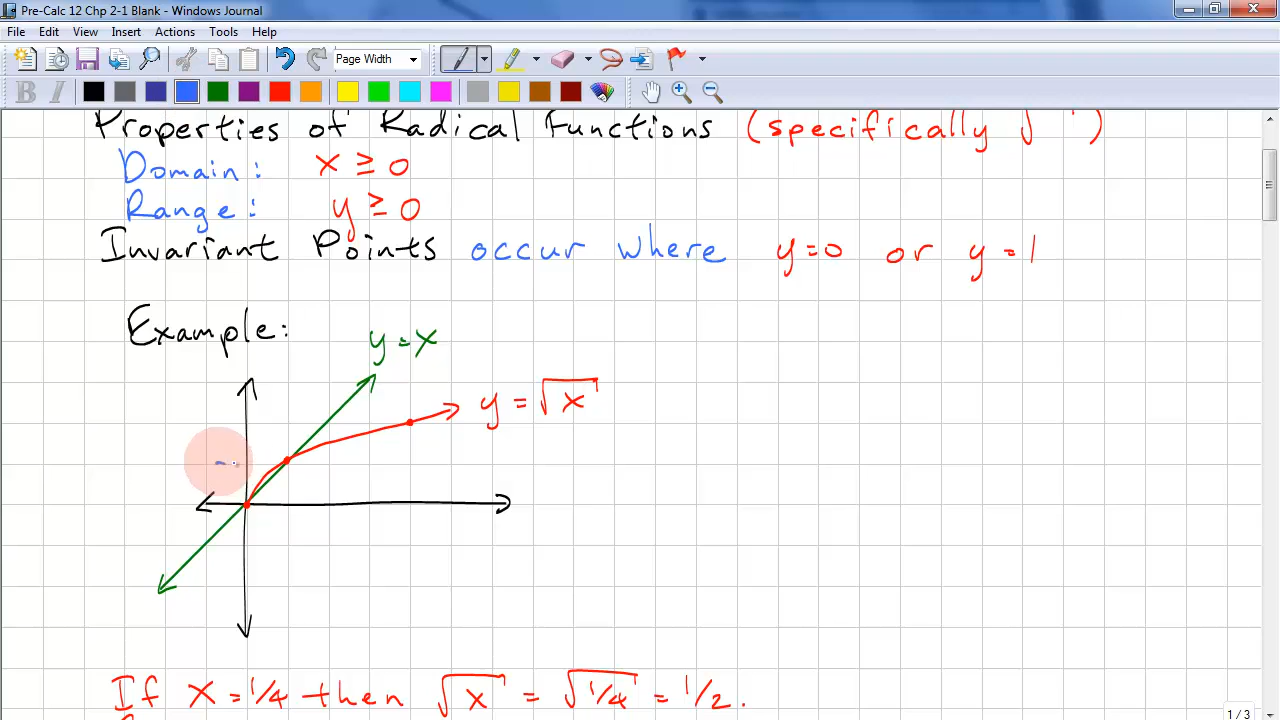 Pre-Calc 12 Chp 2-1 Blank - Windows Journal
File Edit View Insert Actions Tools Help
Page Width
B I
Properties of Radical Functions (specifically √ )
Domain: x ≥ 0
Range: y ≥ 0
Invariant Points occur where y=0 or y=1
Example:
y = x
y = √x
If x = 1/4 then √x = √1/4 = 1/2.
1/3